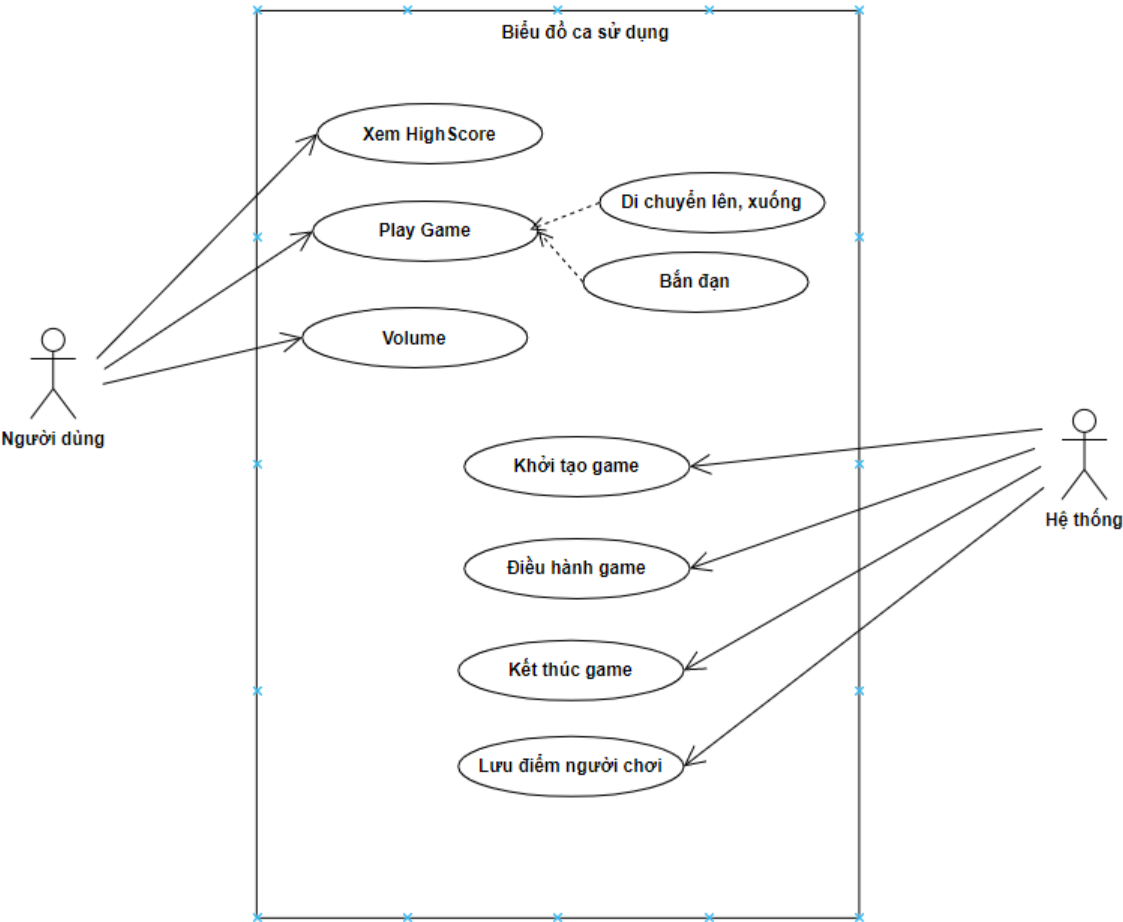 Biểu đồ ca sử dụng
Xem HighScore
Di chuyển lên, xuống
Play Game
Bắn đạn
Volume
Người dùng
Khởi tạo game
Hệ thống
Điều hành game
Kết thúc game
Lưu điểm người chơi